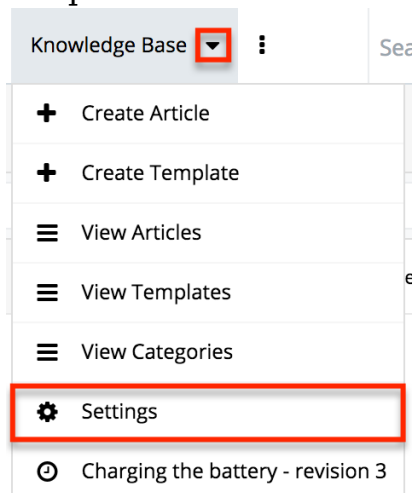 Knowledge Base
Sea
Create Article
Create Template
View Articles
View Templates
View Categories
e
Settings
Charging the battery - revision 3